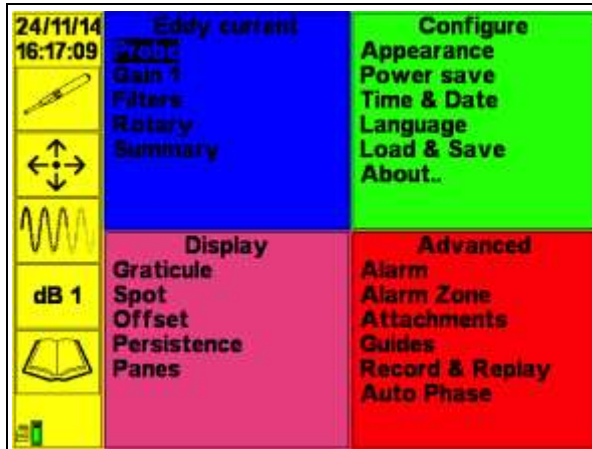 24/11/14
16:17:09
dB 1
Eddy current
Probe
Gain 1
Filters
Rotary
Summary
Configure
Appearance
Power save
Time & Date
Language
Load & Save
About..
Display
Graticule
Spot
Offset
Persistence
Panes
Advanced
Alarm
Alarm Zone
Attachments
Guides
Record & Replay
Auto Phase